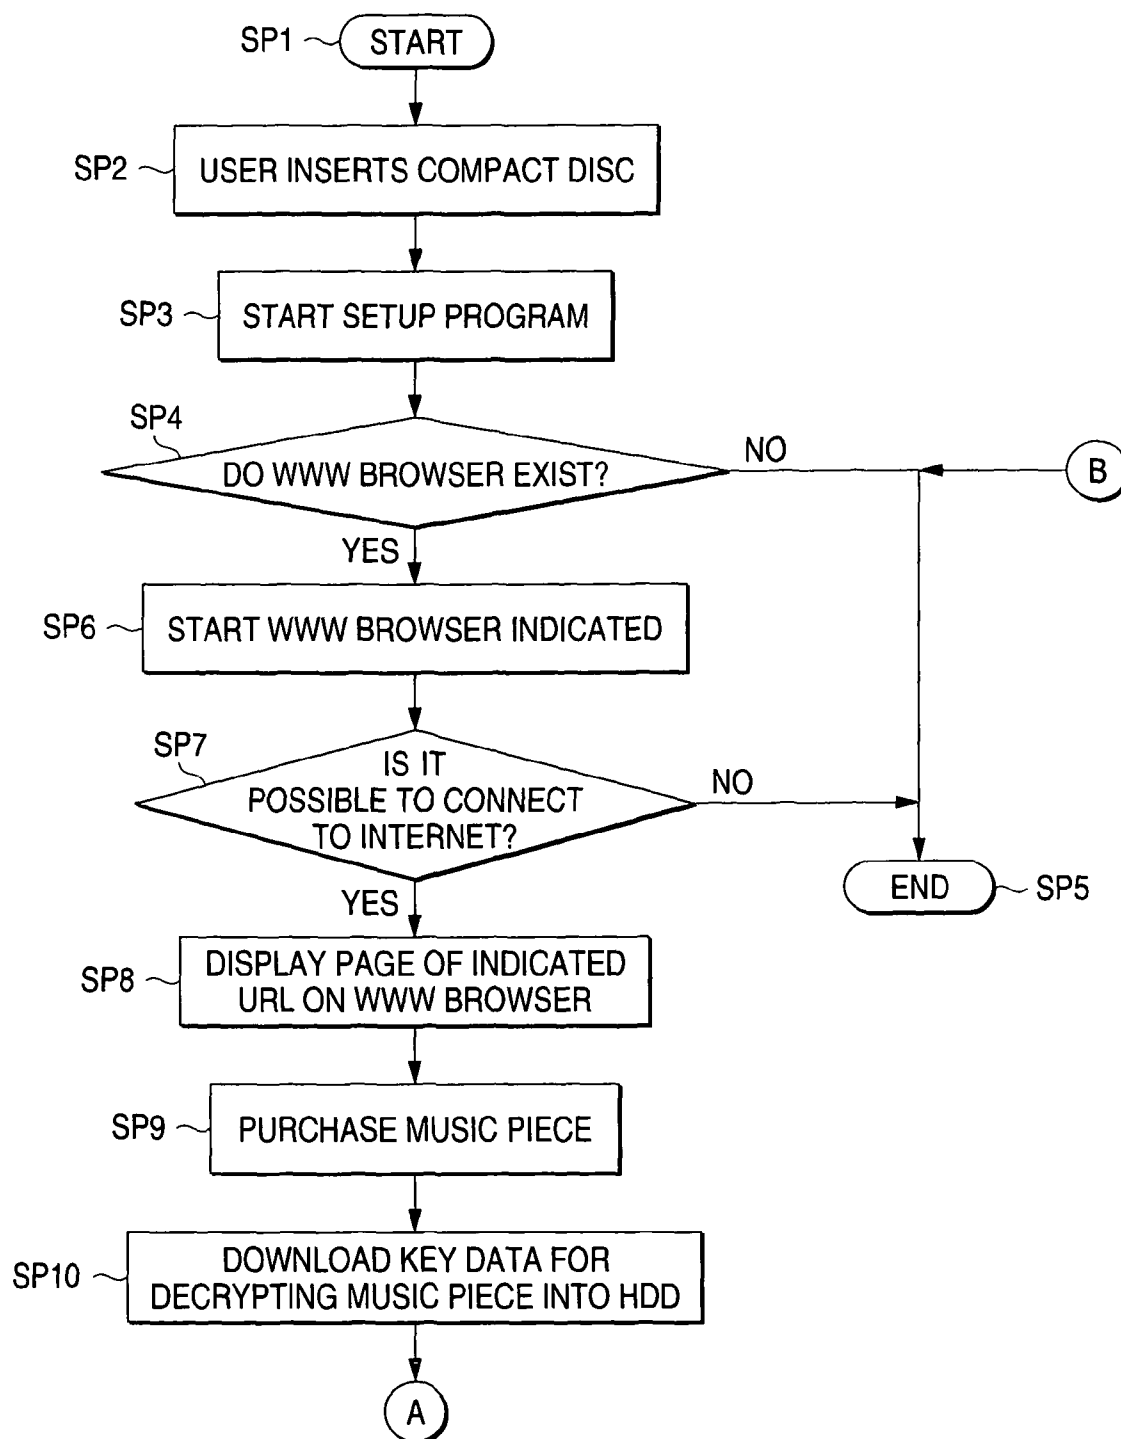 SP1
START
SP2
USER INSERTS COMPACT DISC
SP3
START SETUP PROGRAM
SP4
DO WWW BROWSER EXIST?
NO
B
YES
SP6
START WWW BROWSER INDICATED
SP7
IS IT
POSSIBLE TO CONNECT
TO INTERNET?
NO
YES
END
SP5
SP8
DISPLAY PAGE OF INDICATED
URL ON WWW BROWSER
SP9
PURCHASE MUSIC PIECE
SP10
DOWNLOAD KEY DATA FOR
DECRYPTING MUSIC PIECE INTO HDD
A